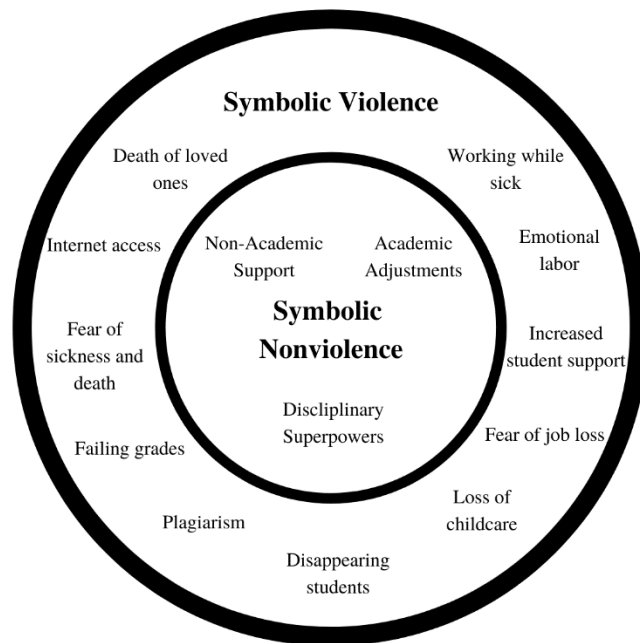 Symbolic Violence
Death of loved
ones
Working while
sick
Internet access
Emotional
labor
Non-Academic
Support
Academic
Adjustments
Symbolic
Nonviolence
Fear of
sickness and
death
Increased
student support
Discliplinary
Superpowers
Failing grades
Fear of job loss
Plagiarism
Loss of
childcare
Disappearing
students